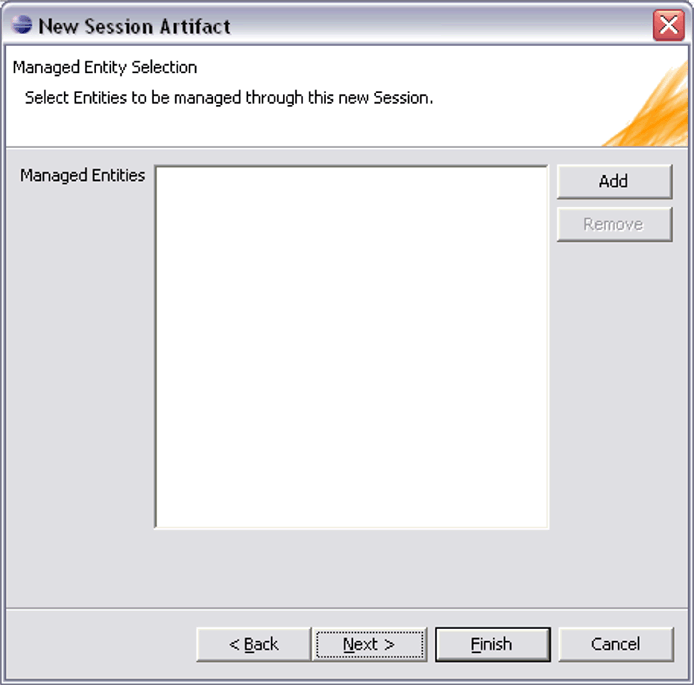 New Session Artifact
Managed Entity Selection
Select Entities to be managed through this new Session.
Managed Entities
Add
Remove
< Back
Next >
Finish
Cancel